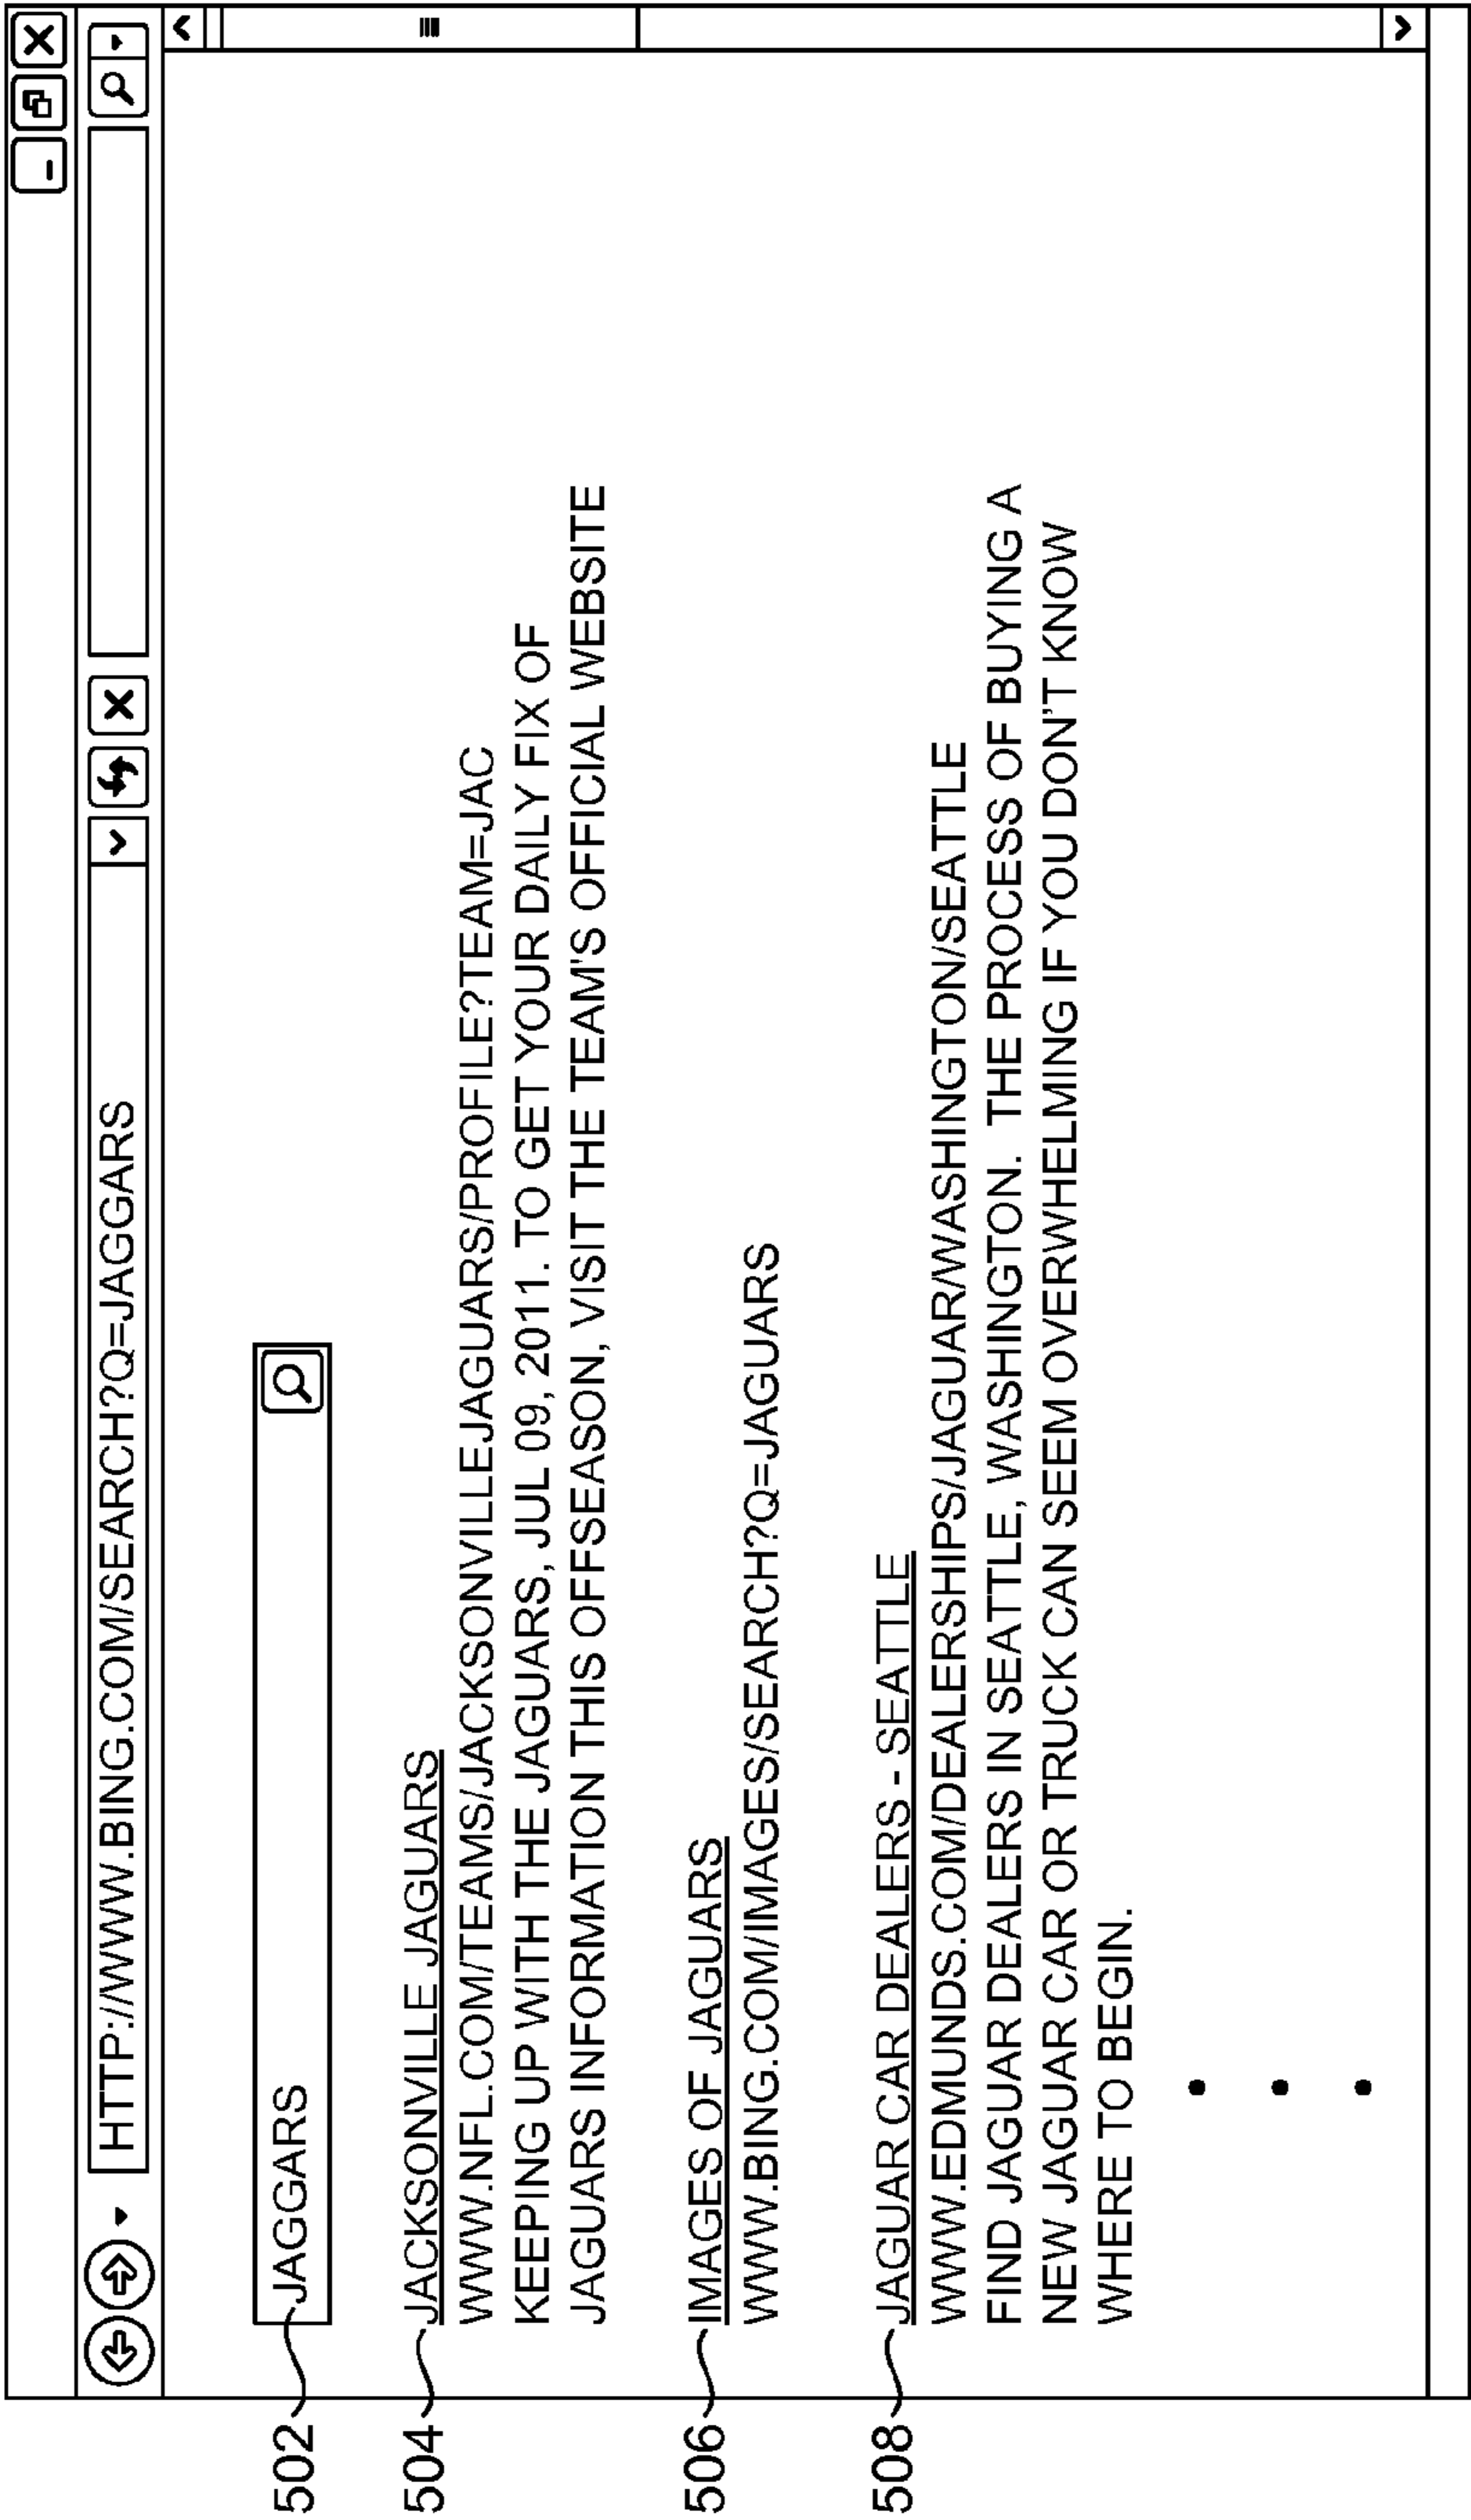 HTTP://WWW.BING.COM/SEARCH?Q=JAGGARS
502 JAGGARS
504 JACKSONVILLE JAGUARS
WWW.NFL.COM/TEAMS/JACKSONVILLEJAGUARS/PROFILE?TEAM=JAC
KEEPING UP WITH THE JAGUARS, JUL 09, 2011. TO GET YOUR DAILY FIX OF
JAGUARS INFORMATION THIS OFFSEASON, VISIT THE TEAM'S OFFICIAL WEBSITE
506 IMAGES OF JAGUARS
WWW.BING.COM/IMAGES/SEARCH?Q=JAGUARS
508 JAGUAR CAR DEALERS - SEATTLE
WWW.EDMUNDS.COM/DEALERSHIPS/JAGUAR/WASHINGTON/SEATTLE
FIND JAGUAR DEALERS IN SEATTLE, WASHINGTON. THE PROCESS OF BUYING A
NEW JAGUAR CAR OR TRUCK CAN SEEM OVERWHELMING IF YOU DON'T KNOW
WHERE TO BEGIN.